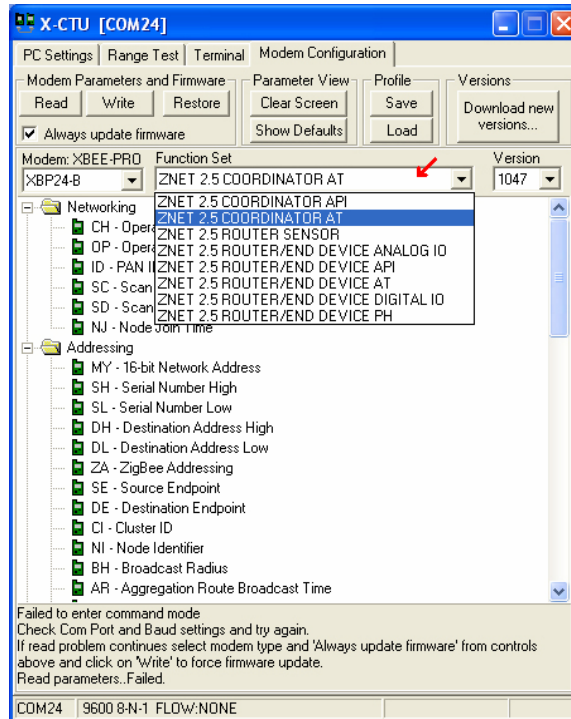 X-CTU [COM24]
PC Settings Range Test Terminal Modem Configuration
Modem Parameters and Firmware Parameter View Profile Versions
Read Write Restore Clear Screen Save Download new versions...
Always update firmware Show Defaults Load
Modem: XBEE-PRO Function Set Version
XBP24-B ZNET 2.5 COORDINATOR AT 1047
ZNET 2.5 COORDINATOR API
ZNET 2.5 COORDINATOR AT
ZNET 2.5 ROUTER SENSOR
ZNET 2.5 ROUTER/END DEVICE ANALOG IO
ZNET 2.5 ROUTER/END DEVICE API
ZNET 2.5 ROUTER/END DEVICE AT
ZNET 2.5 ROUTER/END DEVICE DIGITAL IO
ZNET 2.5 ROUTER/END DEVICE PH
Networking
CH - Opera
OP - Opera
ID - PAN I
SC - Scan
SD - Scan
NJ - Node Join Time
Addressing
MY - 16-bit Network Address
SH - Serial Number High
SL - Serial Number Low
DH - Destination Address High
DL - Destination Address Low
ZA - ZigBee Addressing
SE - Source Endpoint
DE - Destination Endpoint
CI - Cluster ID
NI - Node Identifier
BH - Broadcast Radius
AR - Aggregation Route Broadcast Time
Failed to enter command mode
Check Com Port and Baud settings and try again.
If read problem continues select modem type and 'Always update firmware' from controls
above and click on 'Write' to force firmware update.
Read parameters..Failed.
COM24 9600 8-N-1 FLOW:NONE